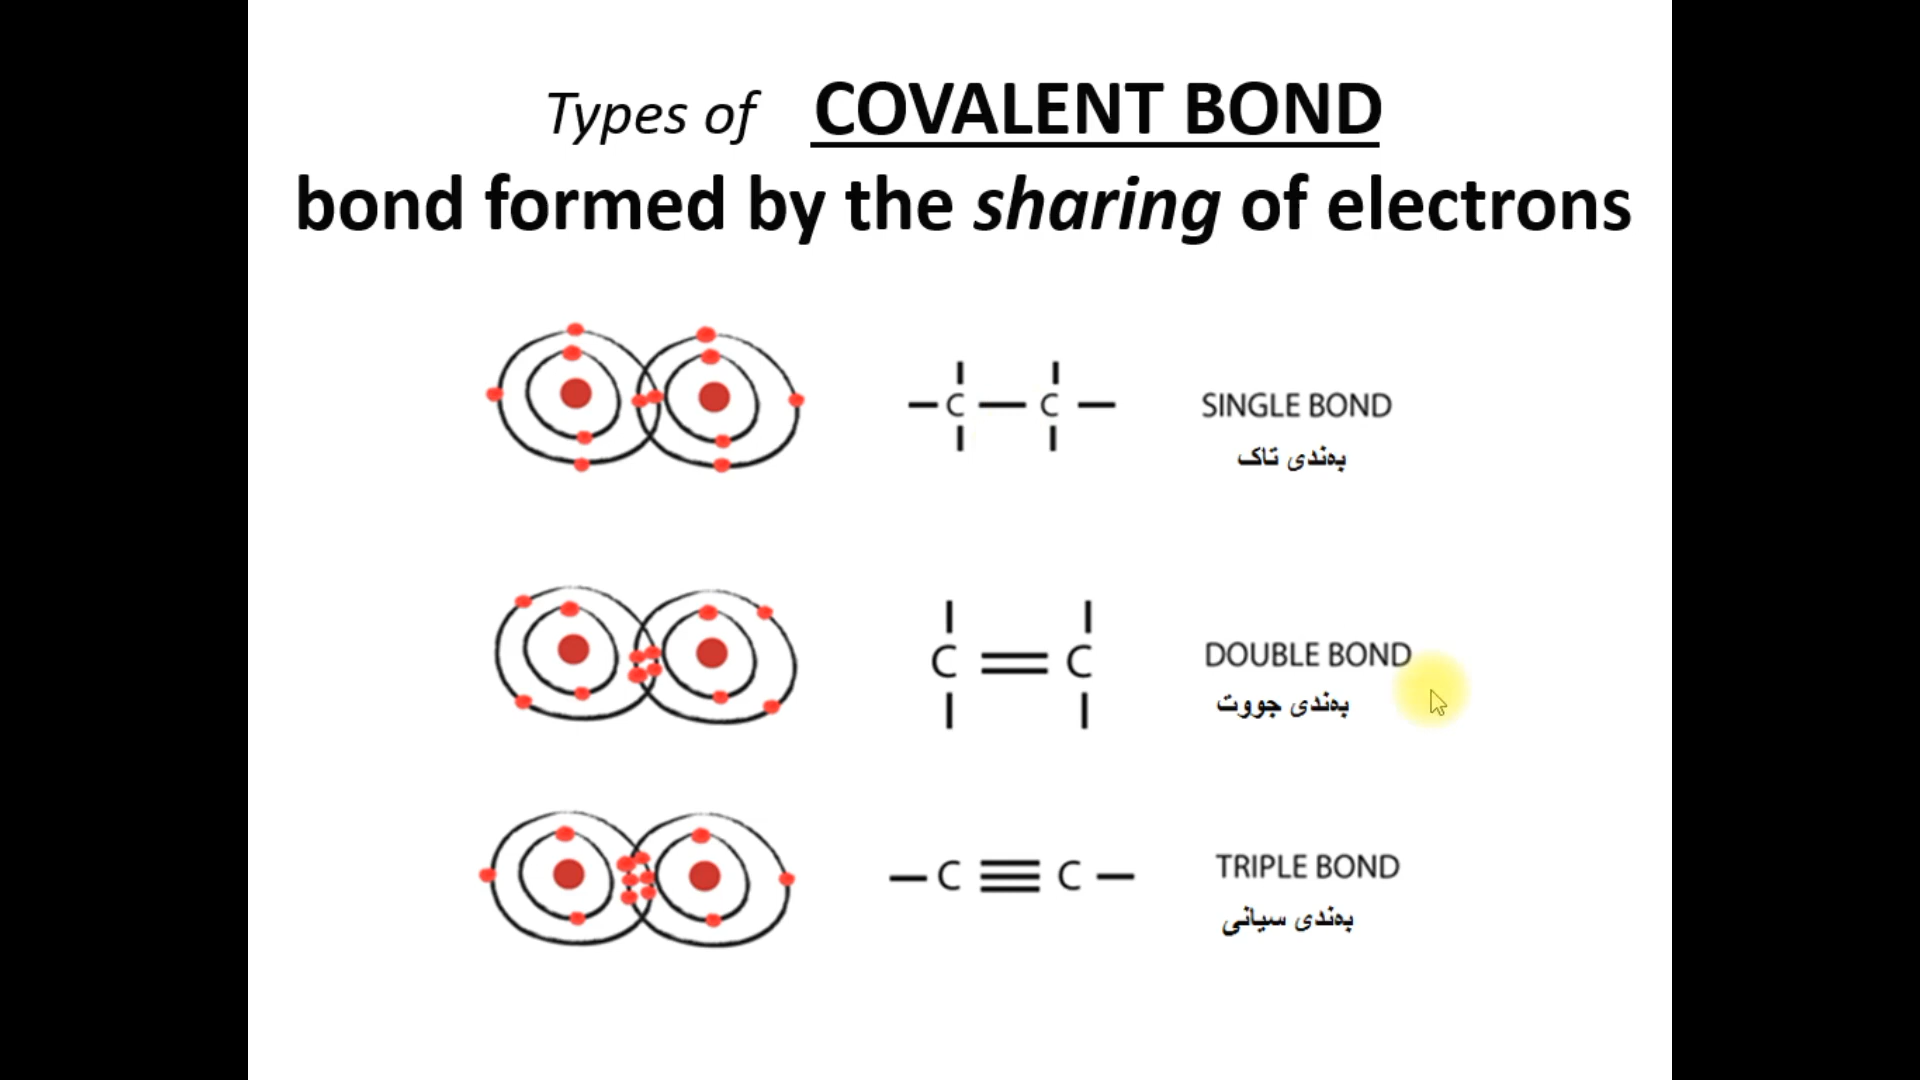 Types of COVALENT BOND
bond formed by the sharing of electrons
C C
SINGLE BOND
بەندی تاک
C C
DOUBLE BOND
بەندی جووت
C C
TRIPLE BOND
بەندی سیانی